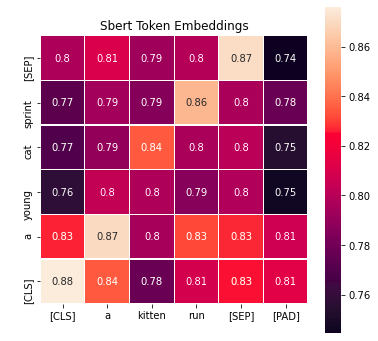 Sbert Token Embeddings
[SEP] 0.8 0.81 0.79 0.8 0.87 0.74
sprint 0.77 0.79 0.79 0.86 0.8 0.78
cat 0.77 0.79 0.84 0.8 0.8 0.75
young 0.76 0.8 0.8 0.79 0.8 0.75
a 0.83 0.87 0.8 0.83 0.83 0.81
[CLS] 0.88 0.84 0.78 0.81 0.83 0.81
[CLS] a kitten run [SEP] [PAD]
0.86
0.84
0.82
0.80
0.78
0.76